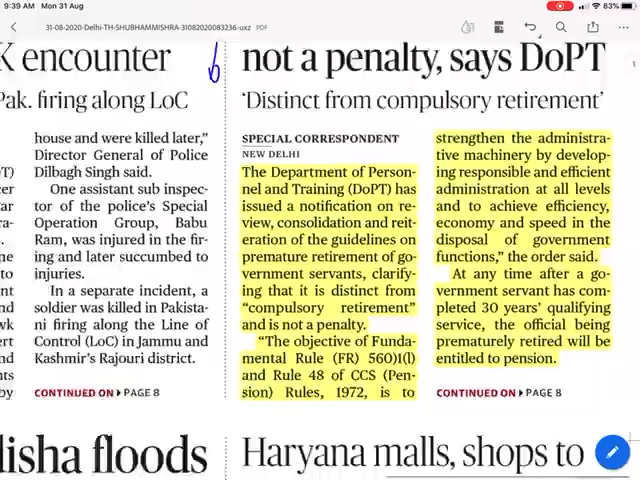 9:39 AM Mon 31 Aug
83%
31-08-2020-Delhi-TH-SHUBHAMMISHRA-31082020083236-uxz PDF
K encounter
Pak. firing along LoC
house and were killed later,”
Director General of Police
Dilbagh Singh said.
One assistant sub inspec-
tor of the police’s Special
Operation Group, Babu
Ram, was injured in the fir-
ing and later succumbed to
injuries.
In a separate incident, a
soldier was killed in Pakista-
ni firing along the Line of
Control (LoC) in Jammu and
Kashmir’s Rajouri district.
CONTINUED ON PAGE 8
not a penalty, says DoPT
‘Distinct from compulsory retirement’
SPECIAL CORRESPONDENT
NEW DELHI
The Department of Person-
nel and Training (DoPT) has
issued a notification on re-
view, consolidation and reit-
eration of the guidelines on
premature retirement of go-
vernment servants, clarify-
ing that it is distinct from
“compulsory retirement”
and is not a penalty.
“The objective of Funda-
mental Rule (FR) 560)1(l)
and Rule 48 of CCS (Pen-
sion) Rules, 1972, is to
strengthen the administra-
tive machinery by develop-
ing responsible and efficient
administration at all levels
and to achieve efficiency,
economy and speed in the
disposal of government
functions,” the order said.
At any time after a go-
vernment servant has com-
pleted 30 years’ qualifying
service, the official being
prematurely retired will be
entitled to pension.
CONTINUED ON PAGE 8
1
lisha floods
Haryana malls, shops to